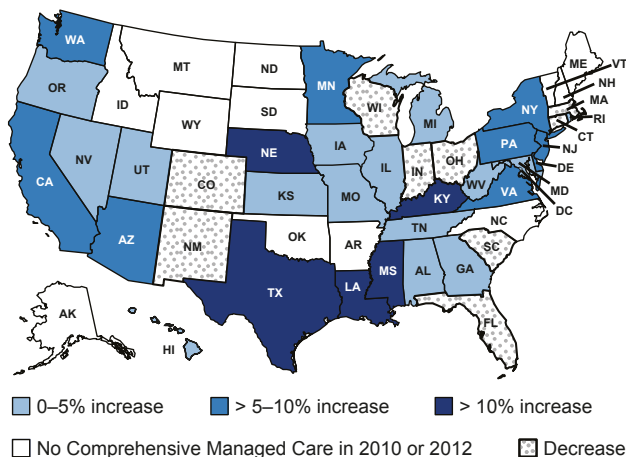 WA
MT
ND
MN
ME
VT
NH
MA
RI
CT
NJ
DE
MD
DC
OR
ID
SD
WI
NY
MI
WY
PA
NE
IA
IL
IN
OH
NV
UT
CO
KS
MO
WV
VA
KY
CA
AZ
NM
OK
AR
TN
NC
SC
MS
AL
GA
TX
LA
FL
AK
HI
0–5% increase > 5–10% increase > 10% increase
No Comprehensive Managed Care in 2010 or 2012 Decrease